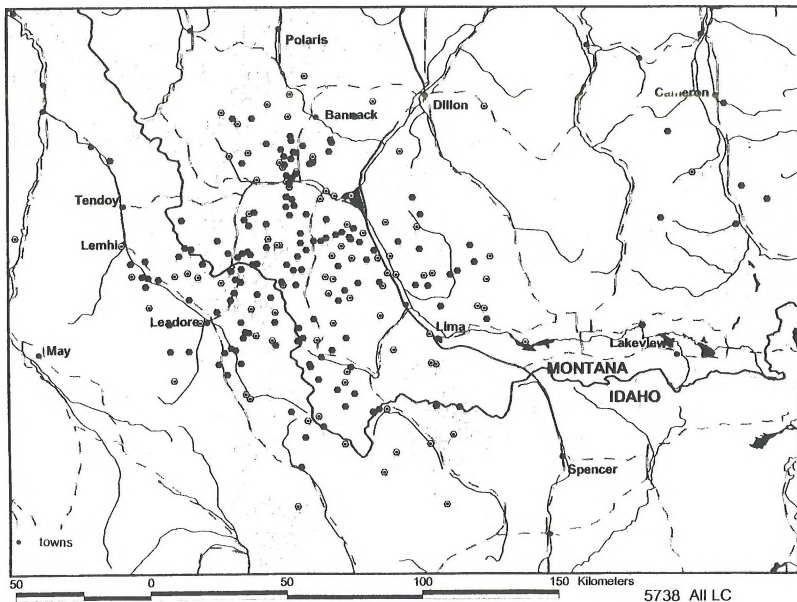 Polaris
Cameron
Bannack
Dillon
Tendoy
Lemhi
Leadore
Lima
Lakeview
May
MONTANA
IDAHO
Spencer
towns
50 0 50 100 150 Kilometers
5738 All LC